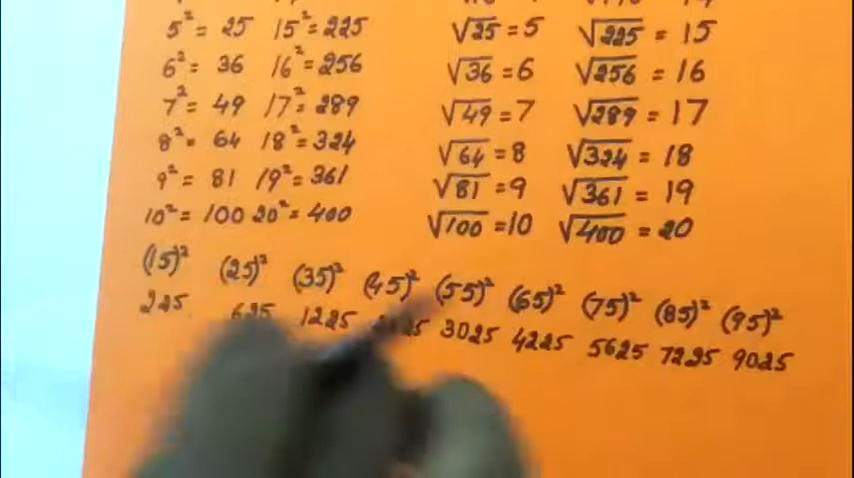 5² = 25 15² = 225 √25 = 5 √225 = 15
6² = 36 16² = 256 √36 = 6 √256 = 16
7² = 49 17² = 289 √49 = 7 √289 = 17
8² = 64 18² = 324 √64 = 8 √324 = 18
9² = 81 19² = 361 √81 = 9 √361 = 19
10² = 100 20² = 400 √100 = 10 √400 = 20
(15)² (25)² (35)² (45)² (55)² (65)² (75)² (85)² (95)²
225 625 1225 3025 4225 5625 7225 9025